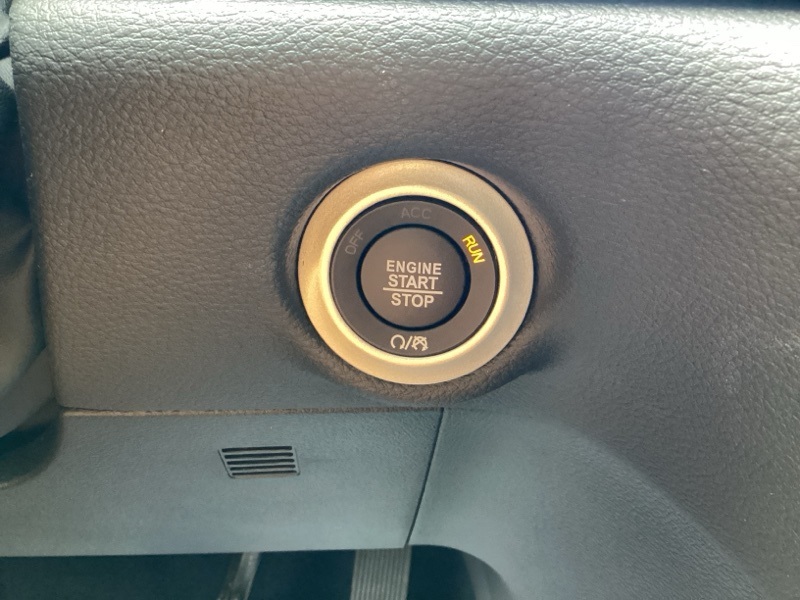 ACC
OFF
RUN
ENGINE
START
STOP